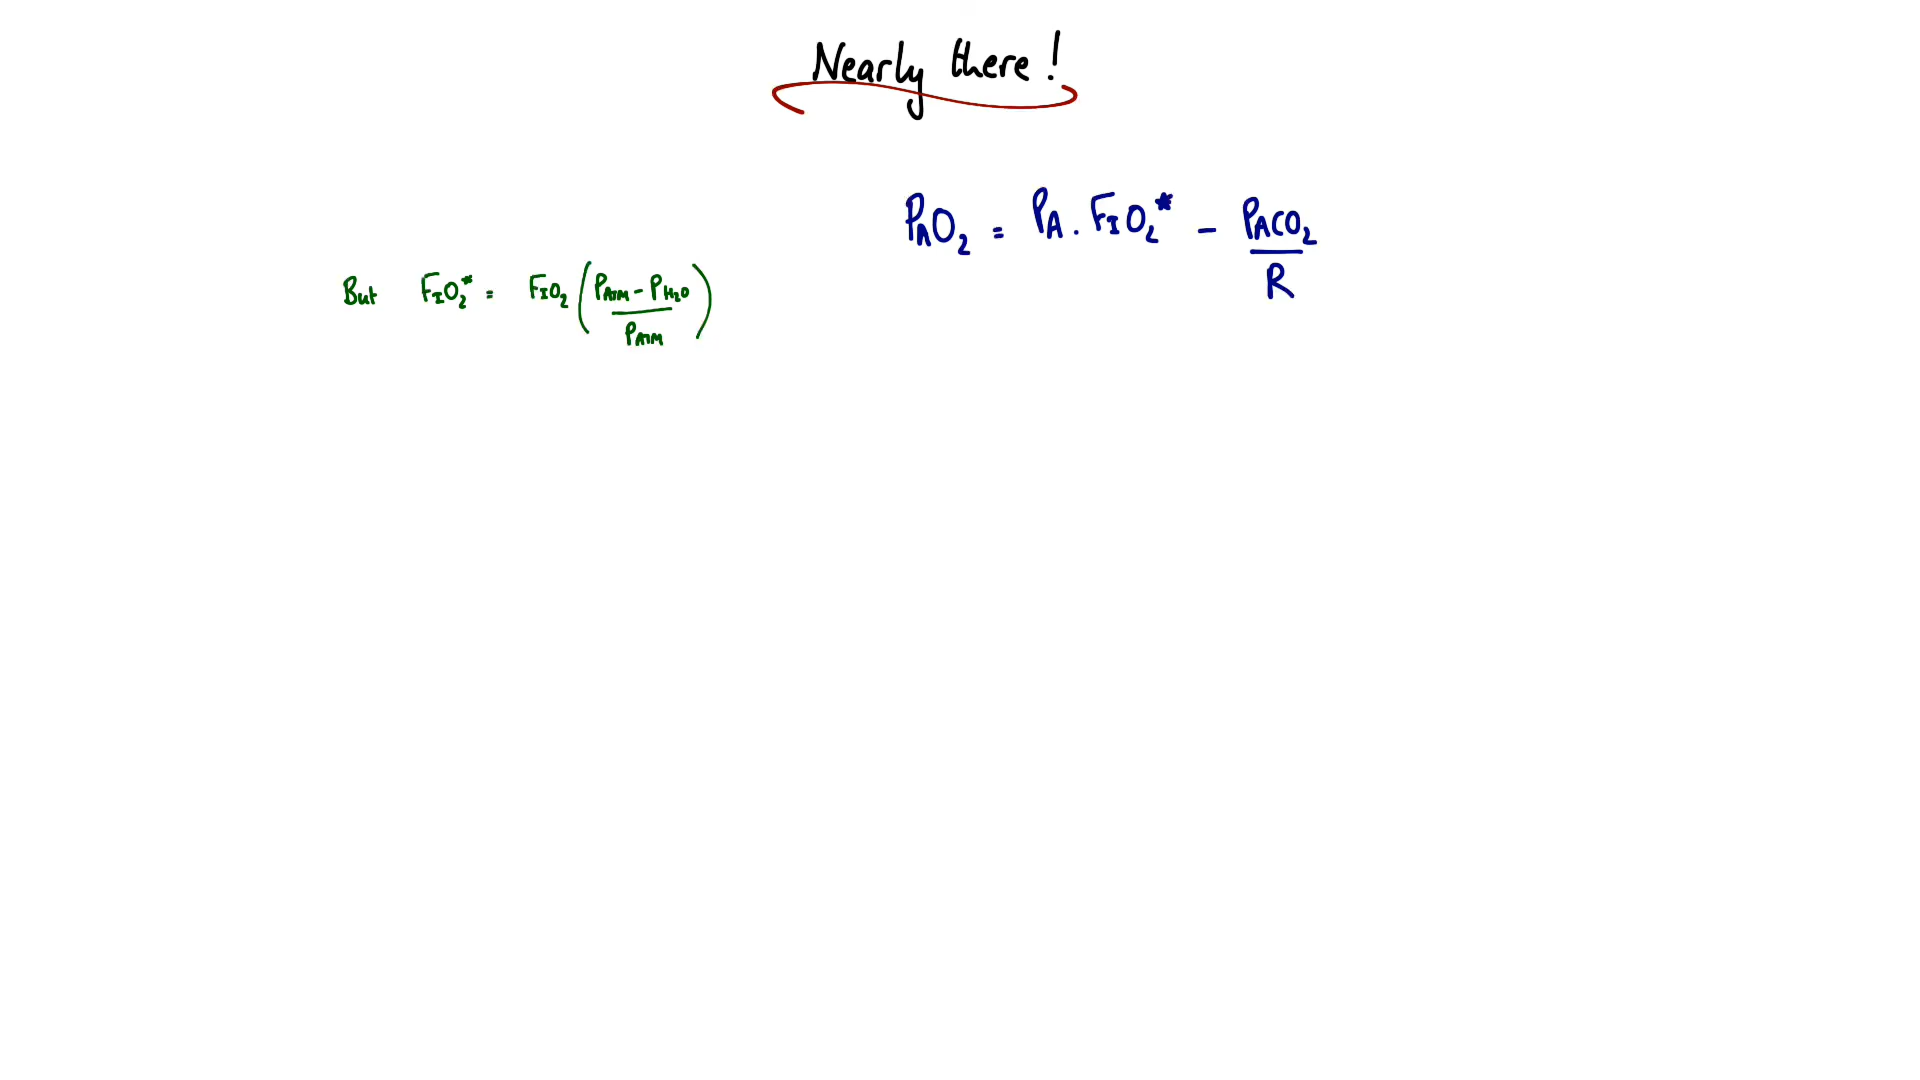 Nearly there!
PAO₂ = PA . FIO₂* - PACO₂/R
But FIO₂* = FIO₂ (PATM - PH₂O / PATM)